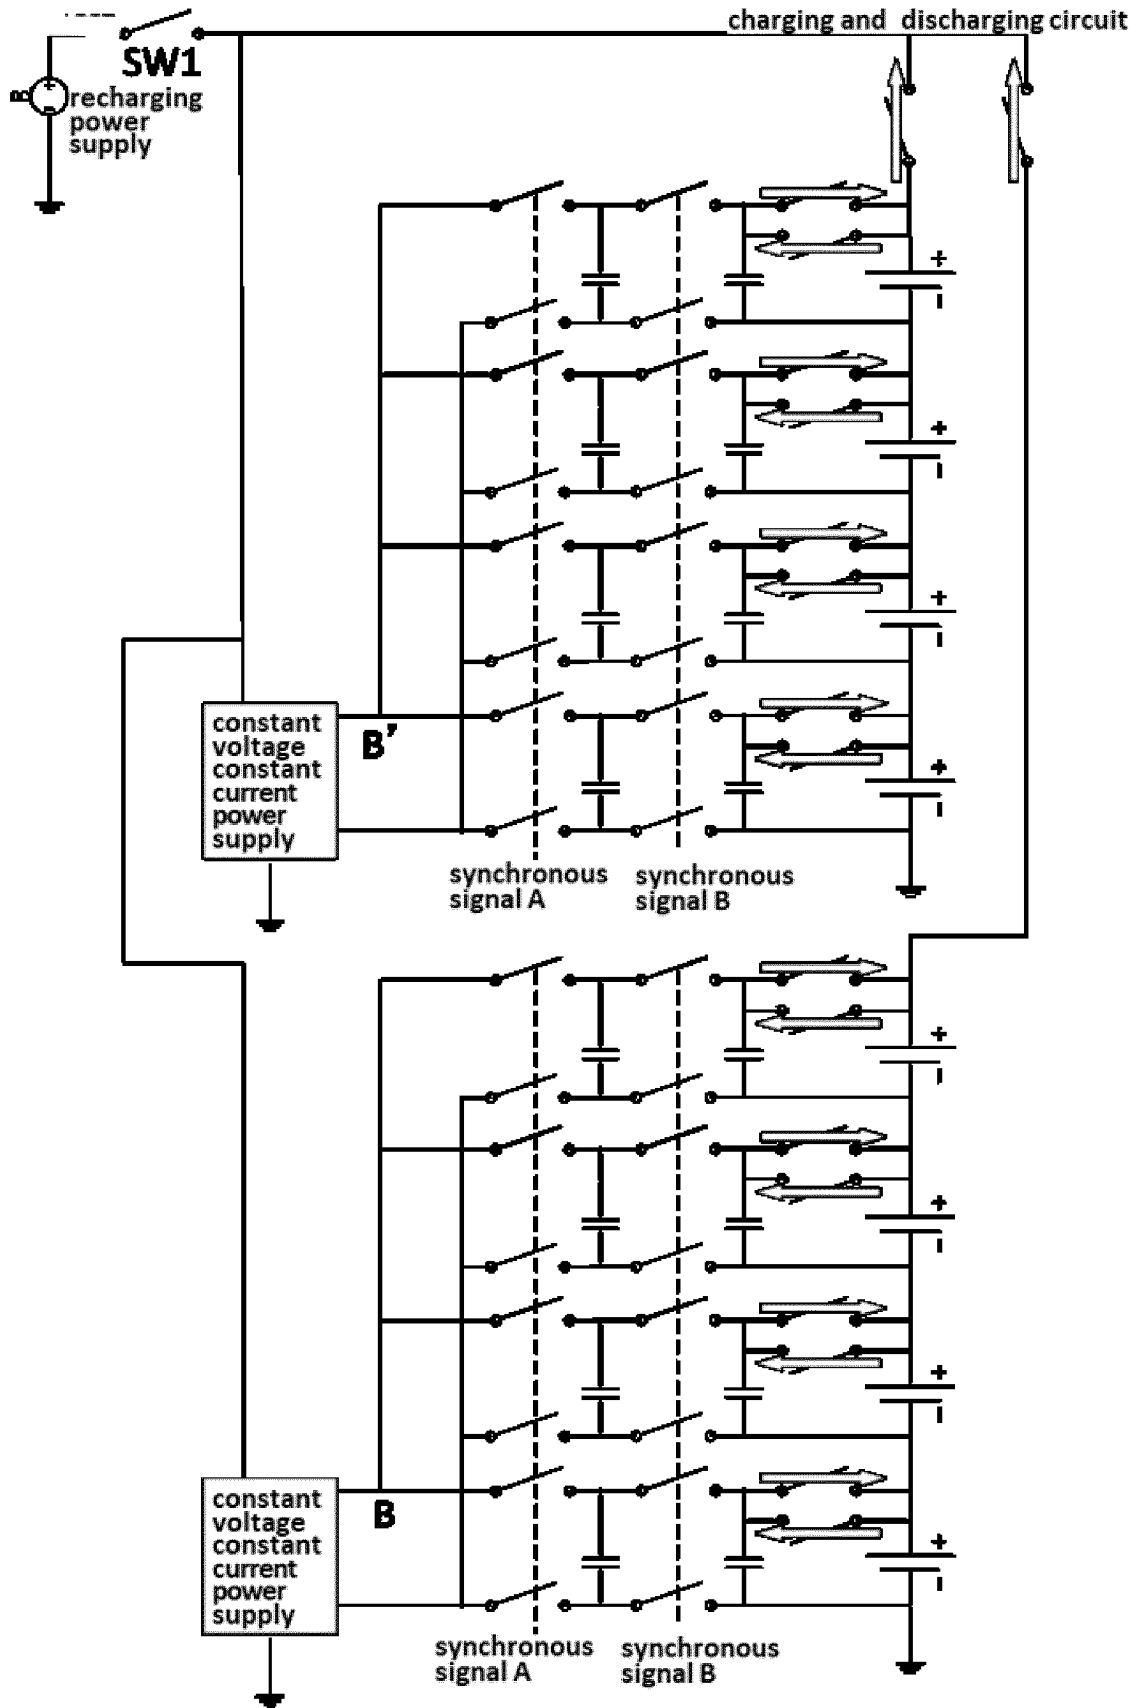 charging and discharging circuit
SW1
recharging
power
supply
constant
voltage
constant
current
power
supply
B’
synchronous
signal A
synchronous
signal B
constant
voltage
constant
current
power
supply
B
synchronous
signal A
synchronous
signal B